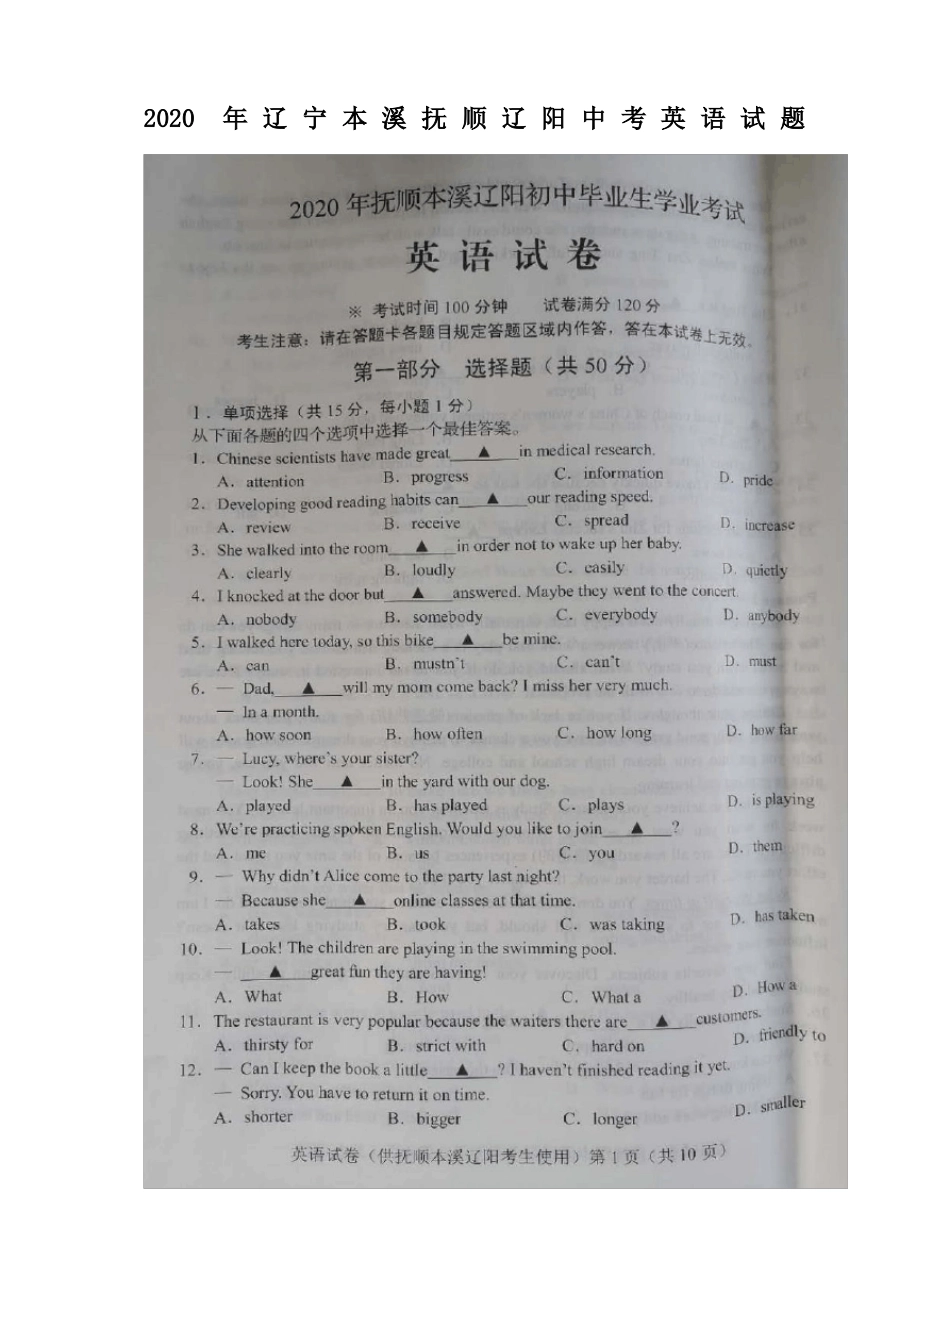 2020 年辽宁本溪抚顺辽阳中考英语试题
2020 年抚顺本溪辽阳初中毕业生学业考试
英语试卷
※ 考试时间 100 分钟 试卷满分 120 分
考生注意：请在答题卡各题目规定答题区域内作答，答在本试卷上无效。
第一部分 选择题（共 50 分）
Ⅰ．单项选择（共 15 分，每小题 1 分）
从下面各题的四个选项中选择一个最佳答案。
1．Chinese scientists have made great ▲ in medical research.
A．attention B．progress C．information D．pride
2．Developing good reading habits can ▲ our reading speed.
A．review B．receive C．spread D．increase
3．She walked into the room ▲ in order not to wake up her baby.
A．clearly B．loudly C．easily D．quietly
4．I knocked at the door but ▲ answered. Maybe they went to the concert.
A．nobody B．somebody C．everybody D．anybody
5．I walked here today, so this bike ▲ be mine.
A．can B．mustn't C．can't D．must
6．— Dad, ▲ will my mom come back? I miss her very much.
— In a month.
A．how soon B．how often C．how long D．how far
7．— Lucy, where's your sister?
— Look! She ▲ in the yard with our dog.
A．played B．has played C．plays D．is playing
8．We're practicing spoken English. Would you like to join ▲ ?
A．me B．us C．you D．them
9．— Why didn't Alice come to the party last night?
— Because she ▲ online classes at that time.
A．takes B．took C．was taking D．has taken
10．— Look! The children are playing in the swimming pool.
— ▲ great fun they are having!
A．What B．How C．What a D．How a
11．The restaurant is very popular because the waiters there are ▲ customers.
A．thirsty for B．strict with C．hard on D．friendly to
12．— Can I keep the book a little ▲ ? I haven't finished reading it yet.
— Sorry. You have to return it on time.
A．shorter B．bigger C．longer D．smaller
英语试卷（供抚顺本溪辽阳考生使用）第 1 页（共 10 页）